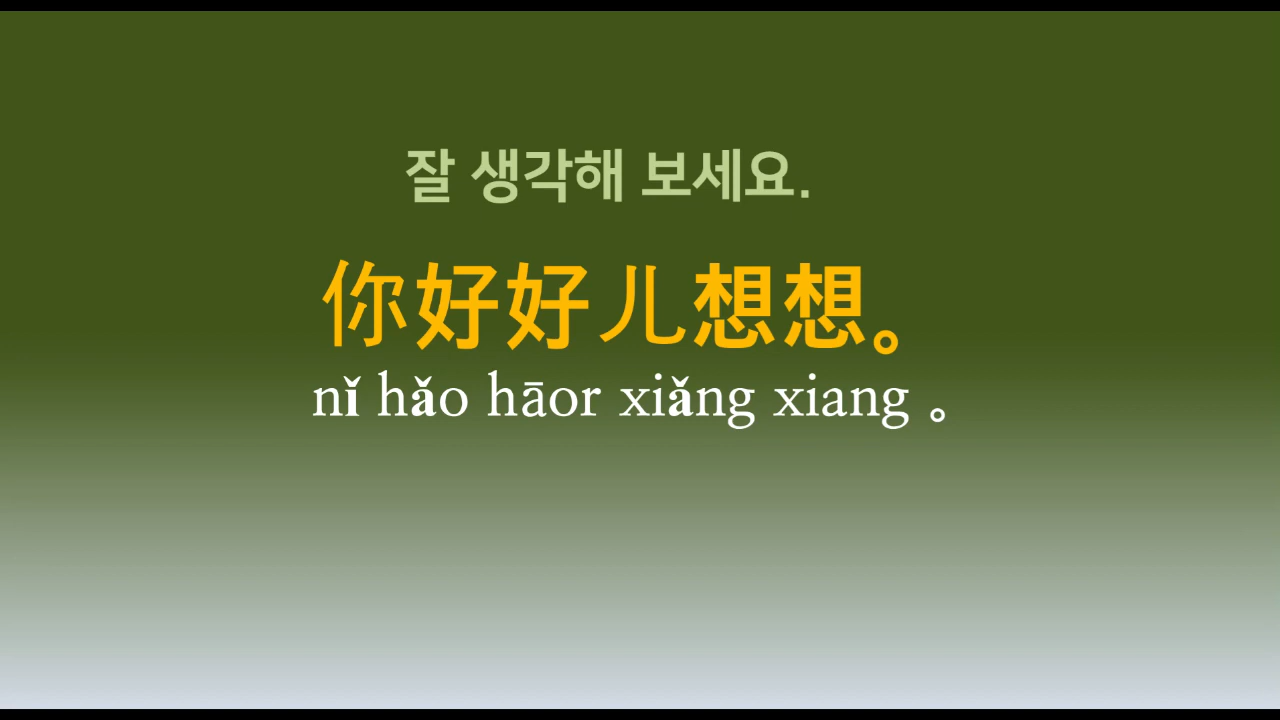 잘 생각해 보세요.
你好好儿想想。
nǐ hǎo hāor xiǎng xiang 。